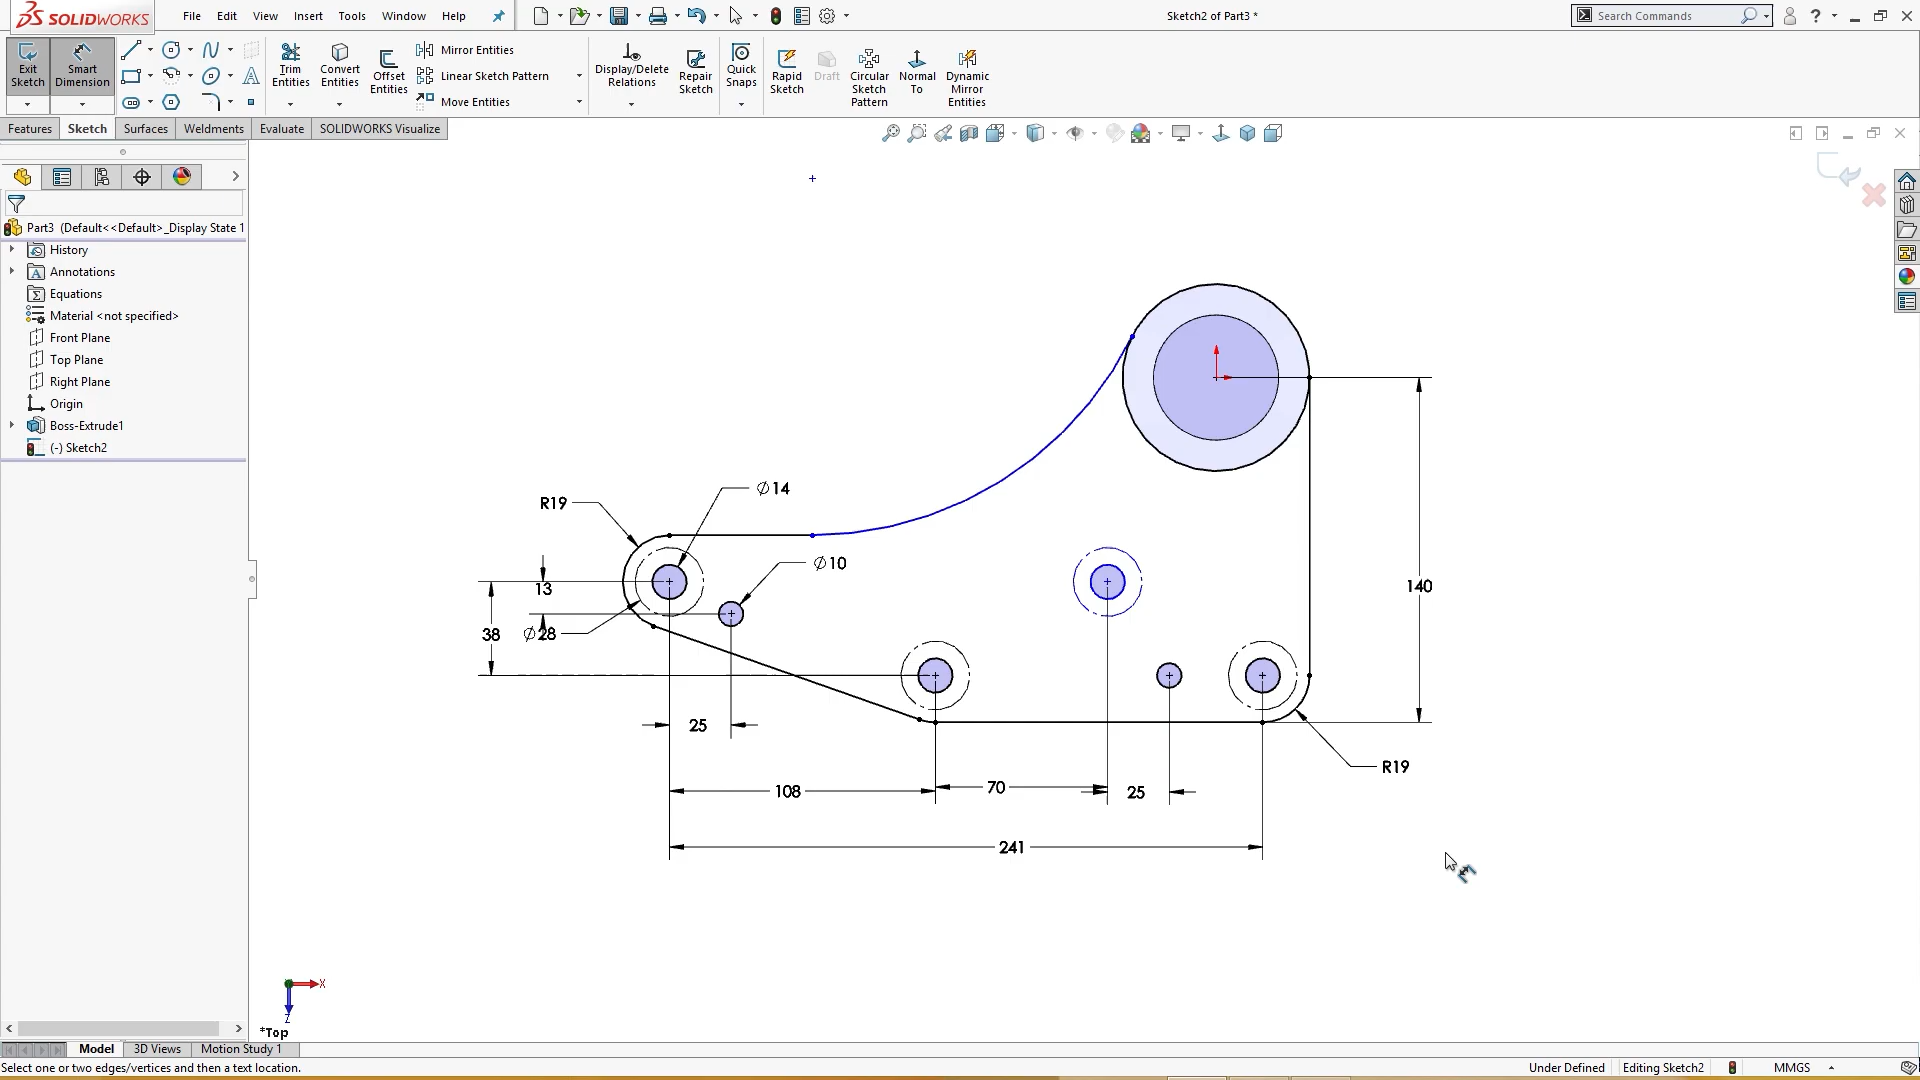 SOLIDWORKS File Edit View Insert Tools Window Help Sketch2 of Part3 * Search Commands ?
Exit Sketch
Smart Dimension
Trim Entities
Convert Entities
Offset Entities
Mirror Entities
Linear Sketch Pattern
Move Entities
Display/Delete Relations
Repair Sketch
Quick Snaps
Rapid Sketch
Draft
Circular Sketch Pattern
Normal To
Dynamic Mirror Entities
Features Sketch Surfaces Weldments Evaluate SOLIDWORKS Visualize
Part3 (Default<<Default>_Display State 1
History
Annotations
Equations
Material <not specified>
Front Plane
Top Plane
Right Plane
Origin
Boss-Extrude1
(-) Sketch2
∅14
R19
∅10
13
140
38
∅28
25
R19
108
70
25
241
X
Z
*Top
Model 3D Views Motion Study 1
Select one or two edges/vertices and then a text location. Under Defined Editing Sketch2 MMGS